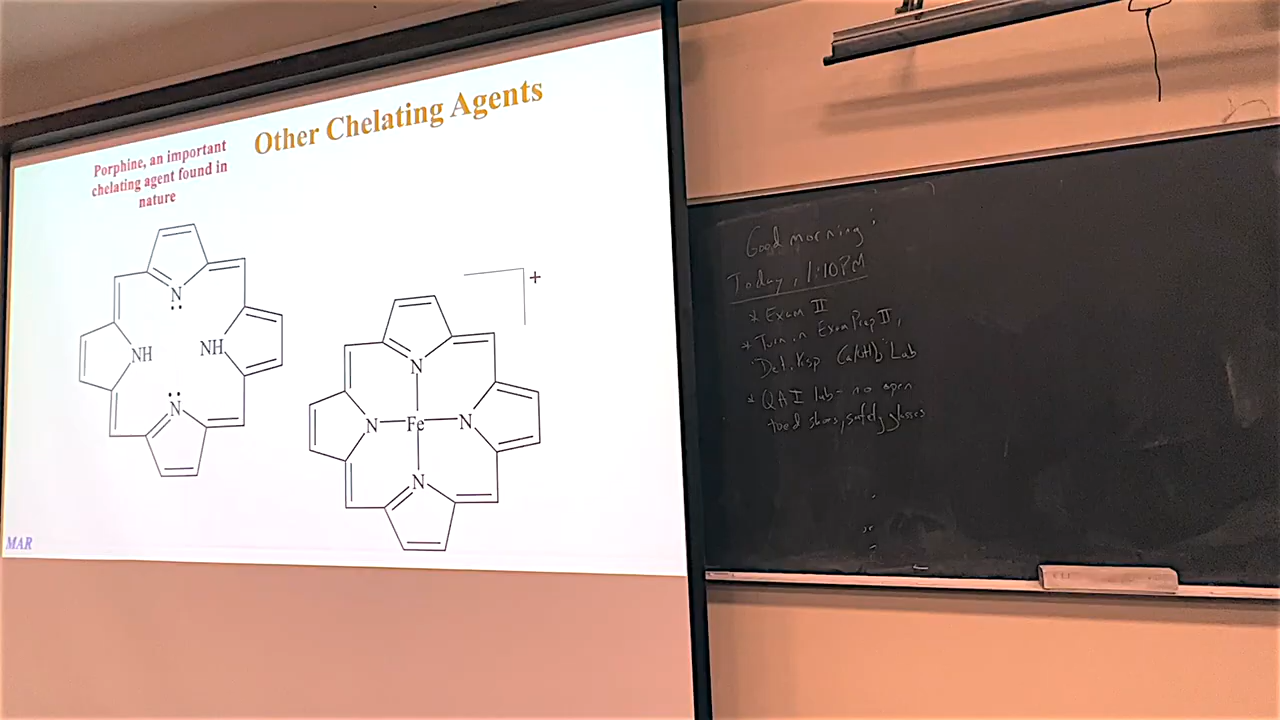 Other Chelating Agents
Porphine, an important
chelating agent found in
nature
N
NH
NH
N
+
N
N
Fe
N
N
MAR
Good morning
Today, 1:10PM
* Exam II
* Turn in Exam Prep II,
"Det. Ksp Ca(OH)2" Lab
* QA I lab - no open
toed shoes, safety glasses